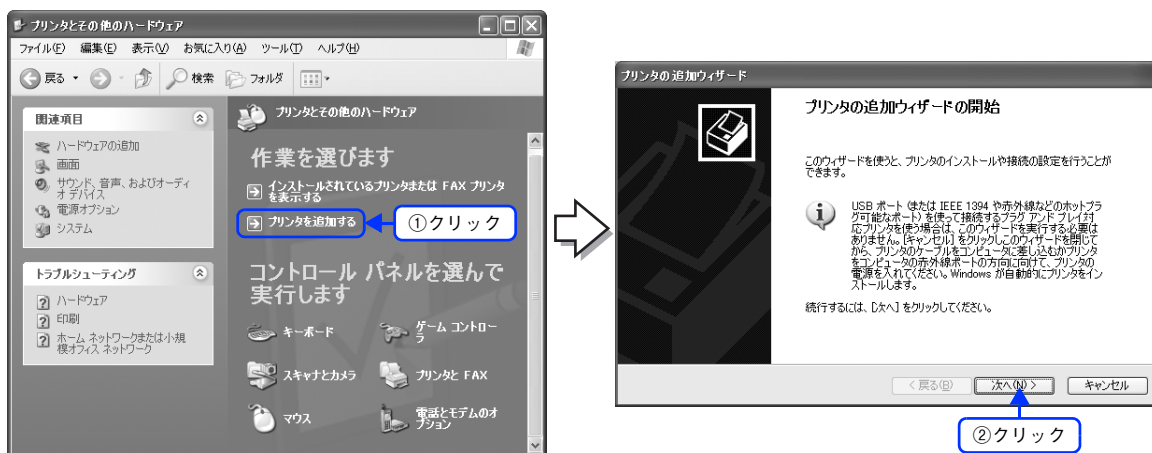 プリンタとその他のハードウェア
ファイル(F) 編集(E) 表示(V) お気に入り(A) ツール(T) ヘルプ(H)
戻る 検索 フォルダ
関連項目
ハードウェアの追加
画面
サウンド、音声、およびオーディ
オ デバイス
電源オプション
システム
トラブルシューティング
ハードウェア
印刷
ホーム ネットワークまたは小規
模オフィス ネットワーク
プリンタとその他のハードウェア
作業を選びます
インストールされているプリンタまたは FAX プリンタ
を表示する
プリンタを追加する
①クリック
コントロール パネルを選んで
実行します
キーボード
ゲーム コントロー
ラ
スキャナとカメラ
プリンタと FAX
マウス
電話とモデムのオ
プション
プリンタの追加ウィザード
プリンタの追加ウィザードの開始
このウィザードを使うと、プリンタのインストールや接続の設定を行うことが
できます。
USB ポート (または IEEE 1394 や赤外線などのホットプラ
グ可能なポート) を使って接続するプラグ アンド プレイ対
応プリンタを使う場合は、このウィザードを実行する必要は
ありません。[キャンセル] をクリックしこのウィザードを閉じて
から、プリンタのケーブルをコンピュータに差し込むかプリンタ
をコンピュータの赤外線ポートの方向に向けて、プリンタの
電源を入れてください。Windows が自動的にプリンタをイン
ストールします。
続行するには、[次へ] をクリックしてください。
< 戻る(B) 次へ(N) > キャンセル
②クリック